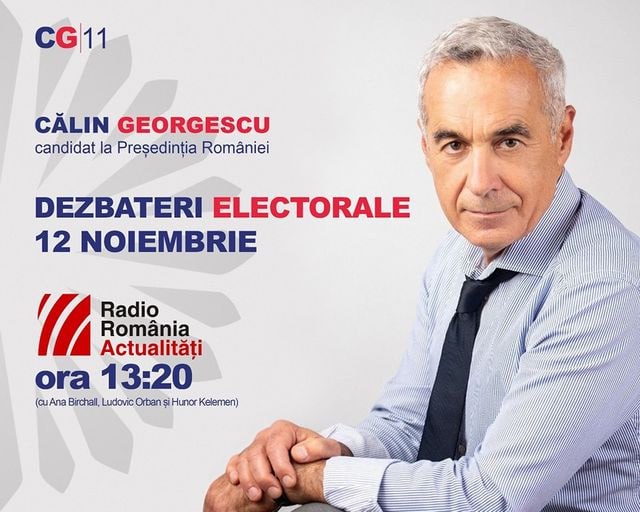 CG|11
CĂLIN GEORGESCU
candidat la Președinția României
DEZBATERI ELECTORALE
12 NOIEMBRIE
Radio
România
Actualități
ora 13:20
(cu Ana Birchall, Ludovic Orban și Hunor Kelemen)